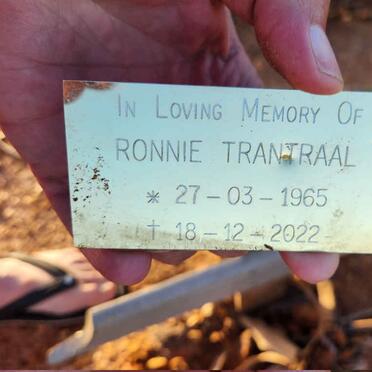 In Loving Memory Of
RONNIE TRANTRAAL
* 27-03-1965
† 18-12-2022